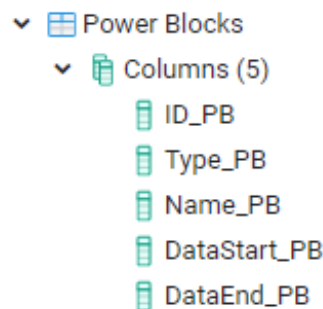 Power Blocks
Columns (5)
ID_PB
Type_PB
Name_PB
DataStart_PB
DataEnd_PB